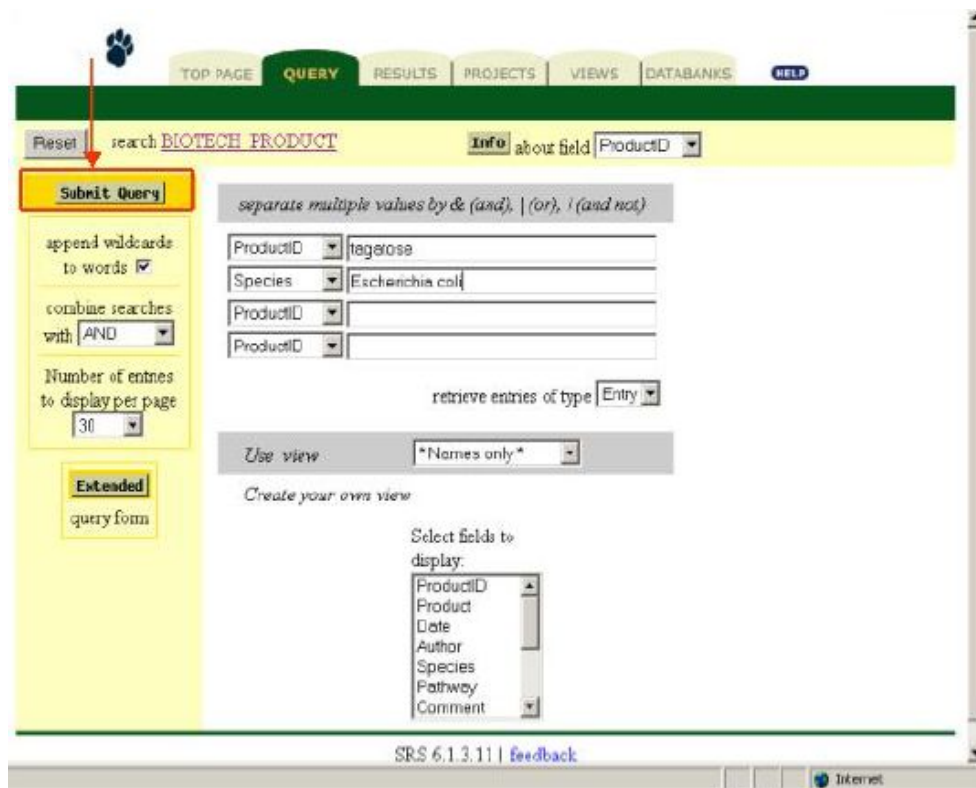 TOP PAGE QUERY RESULTS PROJECTS VIEWS DATABANKS HELP
Reset search BIOTECH PRODUCT Info about field ProductID
Submit Query
separate multiple values by & (and), | (or), ! (and not)
append wildcards
to words
ProductID tagatose
Species Escherichia coli
combine searches
with AND
ProductID
ProductID
Number of entries
to display per page
30
retrieve entries of type Entry
Use view *Names only*
Extended
query form
Create your own view
Select fields to
display:
ProductID
Product
Date
Author
Species
Pathway
Comment
SRS 6.1.3.11 | feedback
Internet